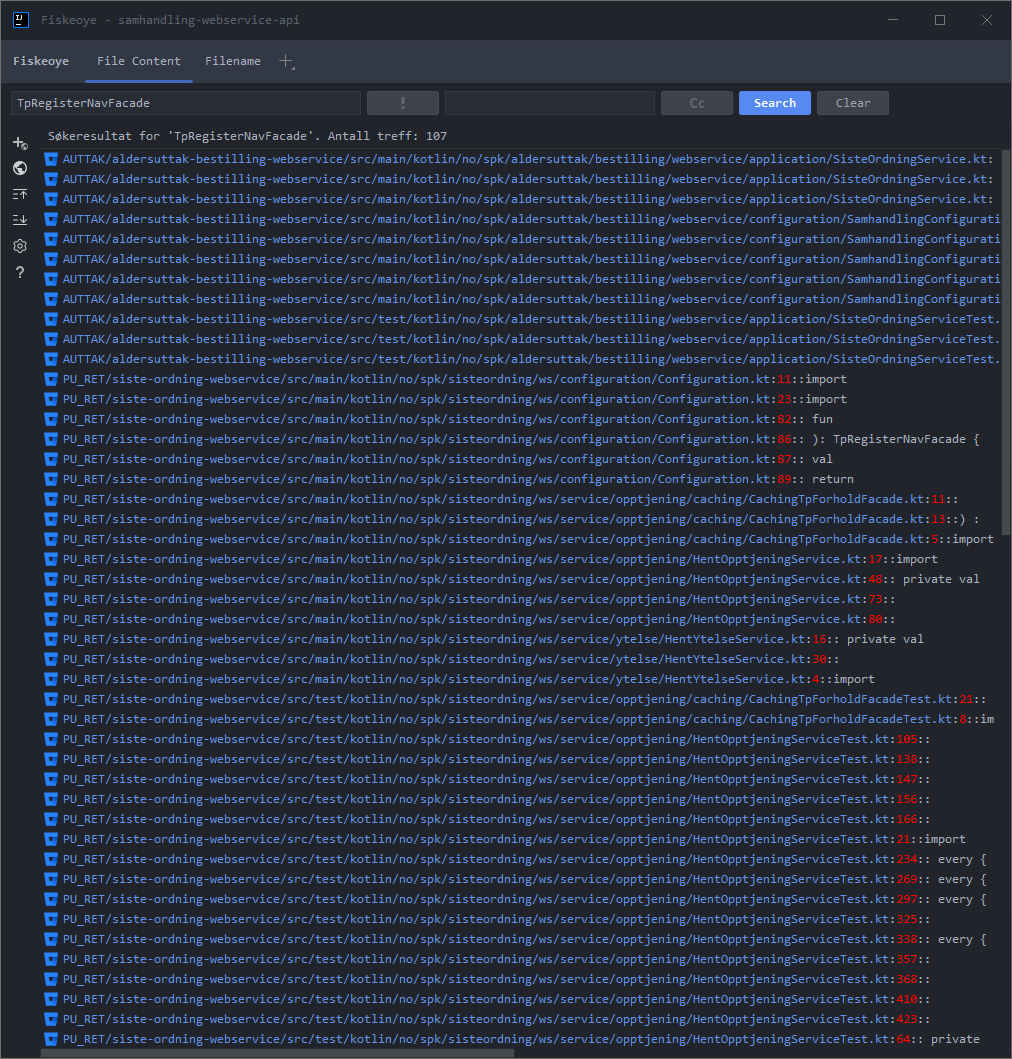 Fiskeoye - samhandling-webservice-api
Fiskeoye File Content Filename
TpRegisterNavFacade ! Cc Search Clear
Søkeresultat for 'TpRegisterNavFacade'. Antall treff: 107
AUTTAK/aldersuttak-bestilling-webservice/src/main/kotlin/no/spk/aldersuttak/bestilling/webservice/application/SisteOrdningService.kt:
AUTTAK/aldersuttak-bestilling-webservice/src/main/kotlin/no/spk/aldersuttak/bestilling/webservice/application/SisteOrdningService.kt:
AUTTAK/aldersuttak-bestilling-webservice/src/main/kotlin/no/spk/aldersuttak/bestilling/webservice/application/SisteOrdningService.kt:
AUTTAK/aldersuttak-bestilling-webservice/src/main/kotlin/no/spk/aldersuttak/bestilling/webservice/configuration/SamhandlingConfigurati
AUTTAK/aldersuttak-bestilling-webservice/src/main/kotlin/no/spk/aldersuttak/bestilling/webservice/configuration/SamhandlingConfigurati
AUTTAK/aldersuttak-bestilling-webservice/src/main/kotlin/no/spk/aldersuttak/bestilling/webservice/configuration/SamhandlingConfigurati
AUTTAK/aldersuttak-bestilling-webservice/src/main/kotlin/no/spk/aldersuttak/bestilling/webservice/configuration/SamhandlingConfigurati
AUTTAK/aldersuttak-bestilling-webservice/src/main/kotlin/no/spk/aldersuttak/bestilling/webservice/configuration/SamhandlingConfigurati
AUTTAK/aldersuttak-bestilling-webservice/src/test/kotlin/no/spk/aldersuttak/bestilling/webservice/application/SisteOrdningServiceTest.
AUTTAK/aldersuttak-bestilling-webservice/src/test/kotlin/no/spk/aldersuttak/bestilling/webservice/application/SisteOrdningServiceTest.
AUTTAK/aldersuttak-bestilling-webservice/src/test/kotlin/no/spk/aldersuttak/bestilling/webservice/application/SisteOrdningServiceTest.
PU_RET/siste-ordning-webservice/src/main/kotlin/no/spk/sisteordning/ws/configuration/Configuration.kt:11::import
PU_RET/siste-ordning-webservice/src/main/kotlin/no/spk/sisteordning/ws/configuration/Configuration.kt:23::import
PU_RET/siste-ordning-webservice/src/main/kotlin/no/spk/sisteordning/ws/configuration/Configuration.kt:82:: fun
PU_RET/siste-ordning-webservice/src/main/kotlin/no/spk/sisteordning/ws/configuration/Configuration.kt:86:: ): TpRegisterNavFacade {
PU_RET/siste-ordning-webservice/src/main/kotlin/no/spk/sisteordning/ws/configuration/Configuration.kt:87:: val
PU_RET/siste-ordning-webservice/src/main/kotlin/no/spk/sisteordning/ws/configuration/Configuration.kt:89:: return
PU_RET/siste-ordning-webservice/src/main/kotlin/no/spk/sisteordning/ws/service/opptjening/caching/CachingTpForholdFacade.kt:11::
PU_RET/siste-ordning-webservice/src/main/kotlin/no/spk/sisteordning/ws/service/opptjening/caching/CachingTpForholdFacade.kt:13::) :
PU_RET/siste-ordning-webservice/src/main/kotlin/no/spk/sisteordning/ws/service/opptjening/caching/CachingTpForholdFacade.kt:5::import
PU_RET/siste-ordning-webservice/src/main/kotlin/no/spk/sisteordning/ws/service/opptjening/HentOpptjeningService.kt:17::import
PU_RET/siste-ordning-webservice/src/main/kotlin/no/spk/sisteordning/ws/service/opptjening/HentOpptjeningService.kt:48:: private val
PU_RET/siste-ordning-webservice/src/main/kotlin/no/spk/sisteordning/ws/service/opptjening/HentOpptjeningService.kt:73::
PU_RET/siste-ordning-webservice/src/main/kotlin/no/spk/sisteordning/ws/service/opptjening/HentOpptjeningService.kt:80::
PU_RET/siste-ordning-webservice/src/main/kotlin/no/spk/sisteordning/ws/service/ytelse/HentYtelseService.kt:16:: private val
PU_RET/siste-ordning-webservice/src/main/kotlin/no/spk/sisteordning/ws/service/ytelse/HentYtelseService.kt:30::
PU_RET/siste-ordning-webservice/src/main/kotlin/no/spk/sisteordning/ws/service/ytelse/HentYtelseService.kt:4::import
PU_RET/siste-ordning-webservice/src/test/kotlin/no/spk/sisteordning/ws/service/opptjening/caching/CachingTpForholdFacadeTest.kt:21::
PU_RET/siste-ordning-webservice/src/test/kotlin/no/spk/sisteordning/ws/service/opptjening/caching/CachingTpForholdFacadeTest.kt:8::im
PU_RET/siste-ordning-webservice/src/test/kotlin/no/spk/sisteordning/ws/service/opptjening/HentOpptjeningServiceTest.kt:105::
PU_RET/siste-ordning-webservice/src/test/kotlin/no/spk/sisteordning/ws/service/opptjening/HentOpptjeningServiceTest.kt:138::
PU_RET/siste-ordning-webservice/src/test/kotlin/no/spk/sisteordning/ws/service/opptjening/HentOpptjeningServiceTest.kt:147::
PU_RET/siste-ordning-webservice/src/test/kotlin/no/spk/sisteordning/ws/service/opptjening/HentOpptjeningServiceTest.kt:156::
PU_RET/siste-ordning-webservice/src/test/kotlin/no/spk/sisteordning/ws/service/opptjening/HentOpptjeningServiceTest.kt:166::
PU_RET/siste-ordning-webservice/src/test/kotlin/no/spk/sisteordning/ws/service/opptjening/HentOpptjeningServiceTest.kt:21::import
PU_RET/siste-ordning-webservice/src/test/kotlin/no/spk/sisteordning/ws/service/opptjening/HentOpptjeningServiceTest.kt:234:: every {
PU_RET/siste-ordning-webservice/src/test/kotlin/no/spk/sisteordning/ws/service/opptjening/HentOpptjeningServiceTest.kt:269:: every {
PU_RET/siste-ordning-webservice/src/test/kotlin/no/spk/sisteordning/ws/service/opptjening/HentOpptjeningServiceTest.kt:297:: every {
PU_RET/siste-ordning-webservice/src/test/kotlin/no/spk/sisteordning/ws/service/opptjening/HentOpptjeningServiceTest.kt:325::
PU_RET/siste-ordning-webservice/src/test/kotlin/no/spk/sisteordning/ws/service/opptjening/HentOpptjeningServiceTest.kt:338:: every {
PU_RET/siste-ordning-webservice/src/test/kotlin/no/spk/sisteordning/ws/service/opptjening/HentOpptjeningServiceTest.kt:357::
PU_RET/siste-ordning-webservice/src/test/kotlin/no/spk/sisteordning/ws/service/opptjening/HentOpptjeningServiceTest.kt:368::
PU_RET/siste-ordning-webservice/src/test/kotlin/no/spk/sisteordning/ws/service/opptjening/HentOpptjeningServiceTest.kt:410::
PU_RET/siste-ordning-webservice/src/test/kotlin/no/spk/sisteordning/ws/service/opptjening/HentOpptjeningServiceTest.kt:423::
PU_RET/siste-ordning-webservice/src/test/kotlin/no/spk/sisteordning/ws/service/opptjening/HentOpptjeningServiceTest.kt:64:: private